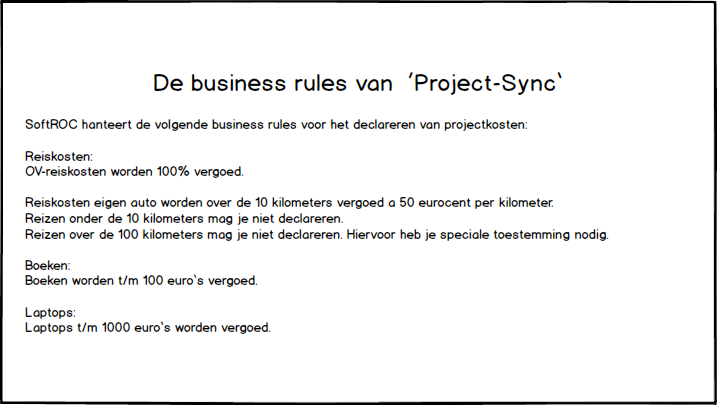 De business rules van ‘Project-Sync‘
SoftROC hanteert de volgende business rules voor het declareren van projectkosten:
Reiskosten:
OV-reiskosten worden 100% vergoed.
Reiskosten eigen auto worden over de 10 kilometers vergoed a 50 eurocent per kilometer.
Reizen onder de 10 kilometers mag je niet declareren.
Reizen over de 100 kilometers mag je niet declareren. Hiervoor heb je speciale toestemming nodig.
Boeken:
Boeken worden t/m 100 euro`s vergoed.
Laptops:
Laptops t/m 1000 euro`s worden vergoed.